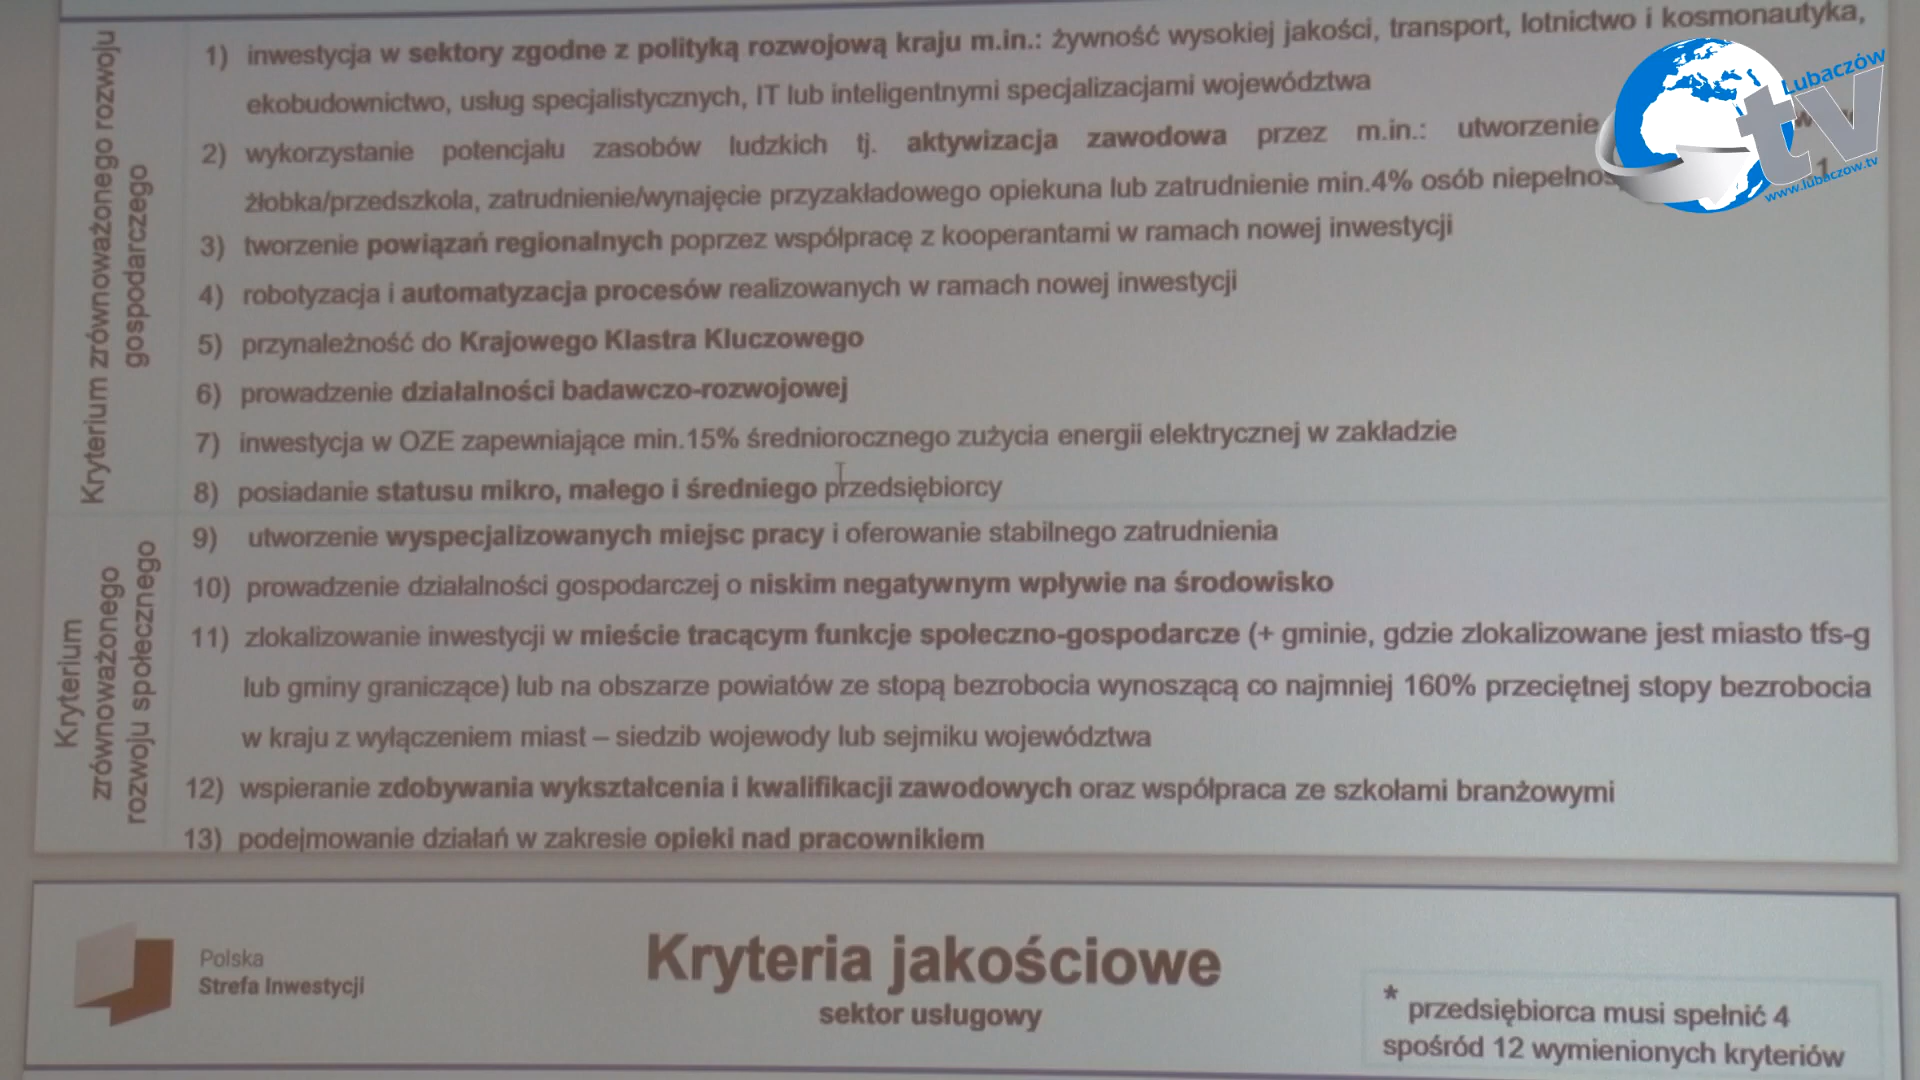 Kryterium zrównoważonego rozwoju
gospodarczego
1) inwestycja w sektory zgodne z polityką rozwojową kraju m.in.: żywność wysokiej jakości, transport, lotnictwo i kosmonautyka,
ekobudownictwo, usług specjalistycznych, IT lub inteligentnymi specjalizacjami województwa
2) wykorzystanie potencjału zasobów ludzkich tj. aktywizacja zawodowa przez m.in.: utworzenie
żłobka/przedszkola, zatrudnienie/wynajęcie przyzakładowego opiekuna lub zatrudnienie min.4% osób
3) tworzenie powiązań regionalnych poprzez współpracę z kooperantami w ramach nowej inwestycji
4) robotyzacja i automatyzacja procesów realizowanych w ramach nowej inwestycji
5) przynależność do Krajowego Klastra Kluczowego
6) prowadzenie działalności badawczo-rozwojowej
7) inwestycja w OZE zapewniające min.15% średniorocznego zużycia energii elektrycznej w zakładzie
8) posiadanie statusu mikro, małego i średniego przedsiębiorcy
Kryterium
zrównoważonego
rozwoju społecznego
9) utworzenie wyspecjalizowanych miejsc pracy i oferowanie stabilnego zatrudnienia
10) prowadzenie działalności gospodarczej o niskim negatywnym wpływie na środowisko
11) zlokalizowanie inwestycji w mieście tracącym funkcje społeczno-gospodarcze (+ gminie, gdzie zlokalizowane jest miasto tfs-g
lub gminy graniczące) lub na obszarze powiatów ze stopą bezrobocia wynoszącą co najmniej 160% przeciętnej stopy bezrobocia
w kraju z wyłączeniem miast – siedzib wojewody lub sejmiku województwa
12) wspieranie zdobywania wykształcenia i kwalifikacji zawodowych oraz współpraca ze szkołami branżowymi
13) podejmowanie działań w zakresie opieki nad pracownikiem
Polska
Strefa Inwestycji
Kryteria jakościowe
sektor usługowy
* przedsiębiorca musi spełnić 4
spośród 12 wymienionych kryteriów
Lubaczów
tv
www.lubaczow.tv